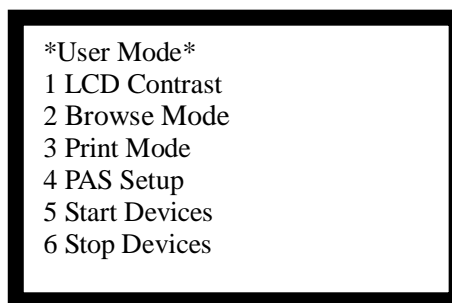 *User Mode*
1 LCD Contrast
2 Browse Mode
3 Print Mode
4 PAS Setup
5 Start Devices
6 Stop Devices